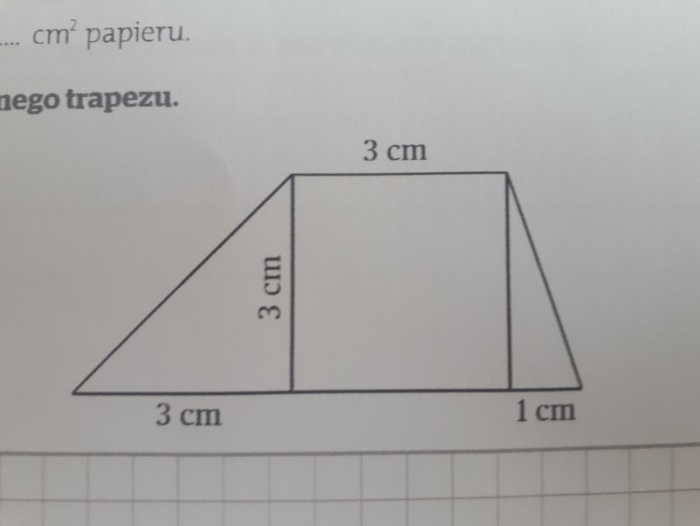 .... cm² papieru.
nego trapezu.
3 cm
3 cm
3 cm
1 cm